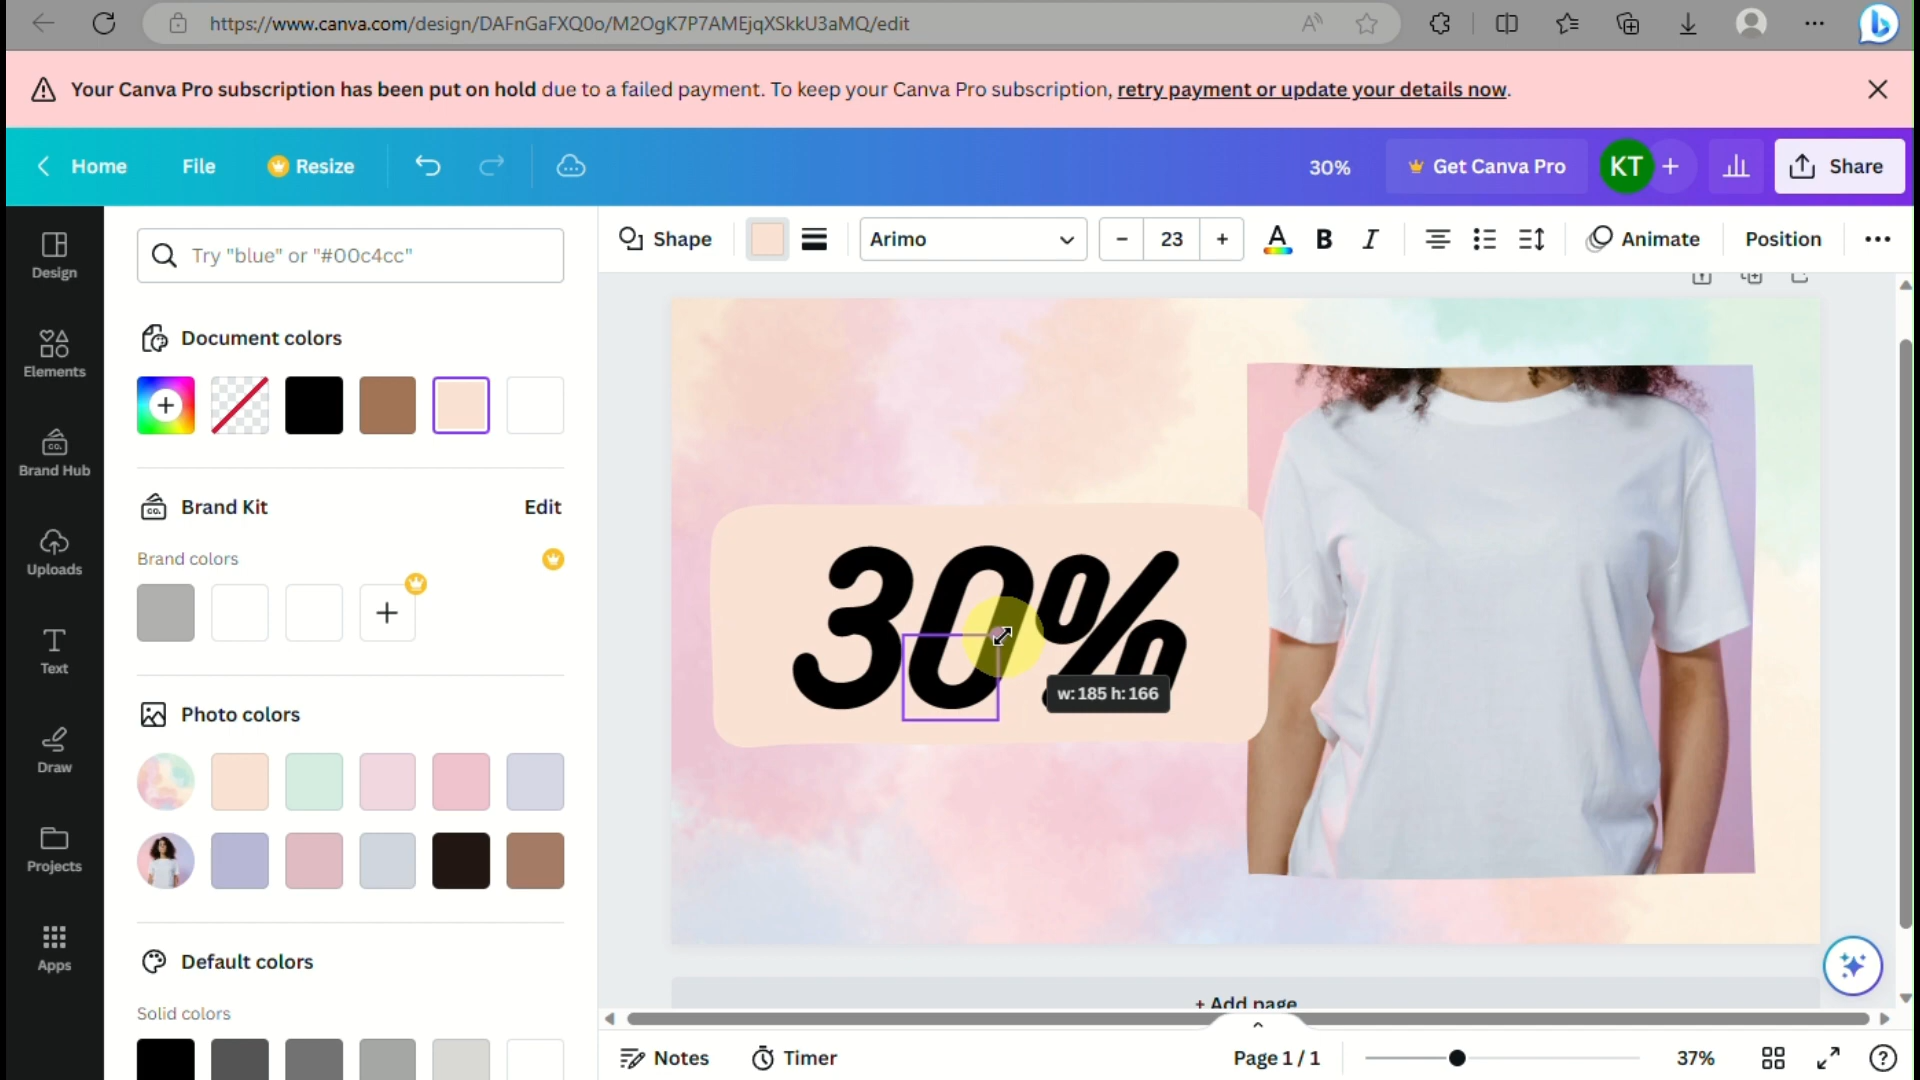 https://www.canva.com/design/DAFnGaFXQ0o/M2OgK7P7AMEjqXSkkU3aMQ/edit
Your Canva Pro subscription has been put on hold due to a failed payment. To keep your Canva Pro subscription, retry payment or update your details now.
Home File Resize 30% Get Canva Pro KT + Share
Shape Arimo - 23 + A B I Animate Position
Try "blue" or "#00c4cc"
Design
Elements
Brand Hub
Uploads
Text
Draw
Projects
Apps
Document colors
Brand Kit Edit
Brand colors
Photo colors
Default colors
Solid colors
30%
w: 185 h: 166
+ Add page
Notes Timer Page 1 / 1 37%